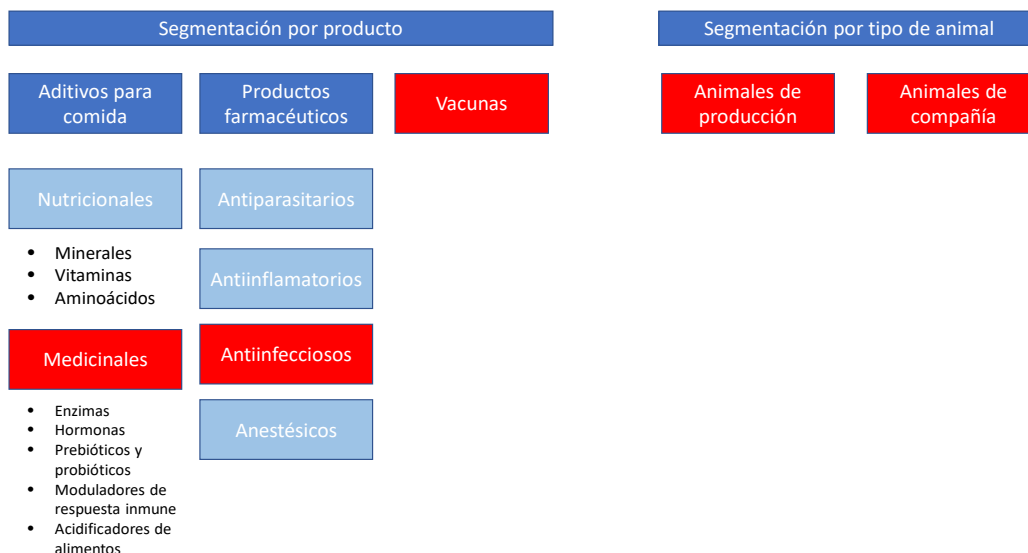 Segmentación por producto
Segmentación por tipo de animal
Aditivos para
comida
Productos
farmacéuticos
Vacunas
Animales de
producción
Animales de
compañía
Nutricionales
Antiparasitarios
• Minerales
• Vitaminas
• Aminoácidos
Antiinflamatorios
Medicinales
Antiinfecciosos
• Enzimas
• Hormonas
• Prebióticos y
probióticos
• Moduladores de
respuesta inmune
• Acidificadores de
alimentos
Anestésicos